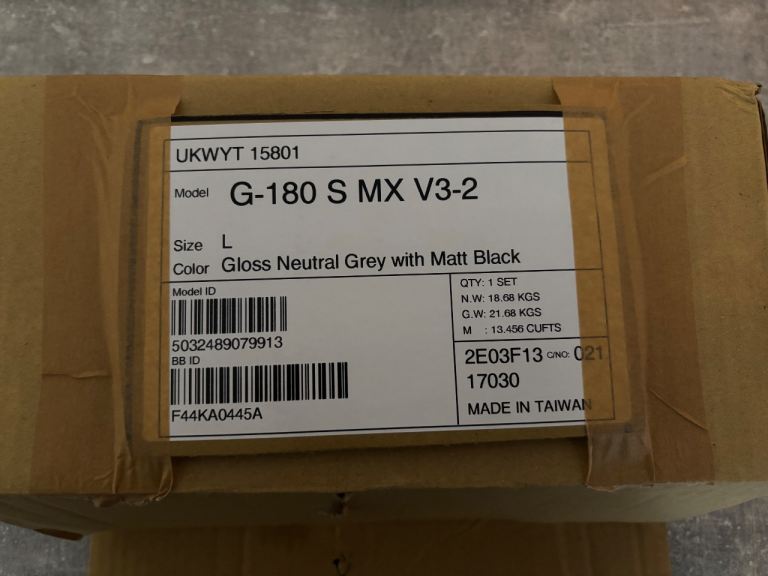 UKWYT 15801
Model G-180 S MX V3-2
Size L
Color Gloss Neutral Grey with Matt Black
Model ID
5032489079913
BB ID
F44KA0445A
QTY: 1 SET
N.W: 18.68 KGS
G.W: 21.68 KGS
M : 13.456 CUFTS
2E03F13 C/NO: 021
17030
MADE IN TAIWAN